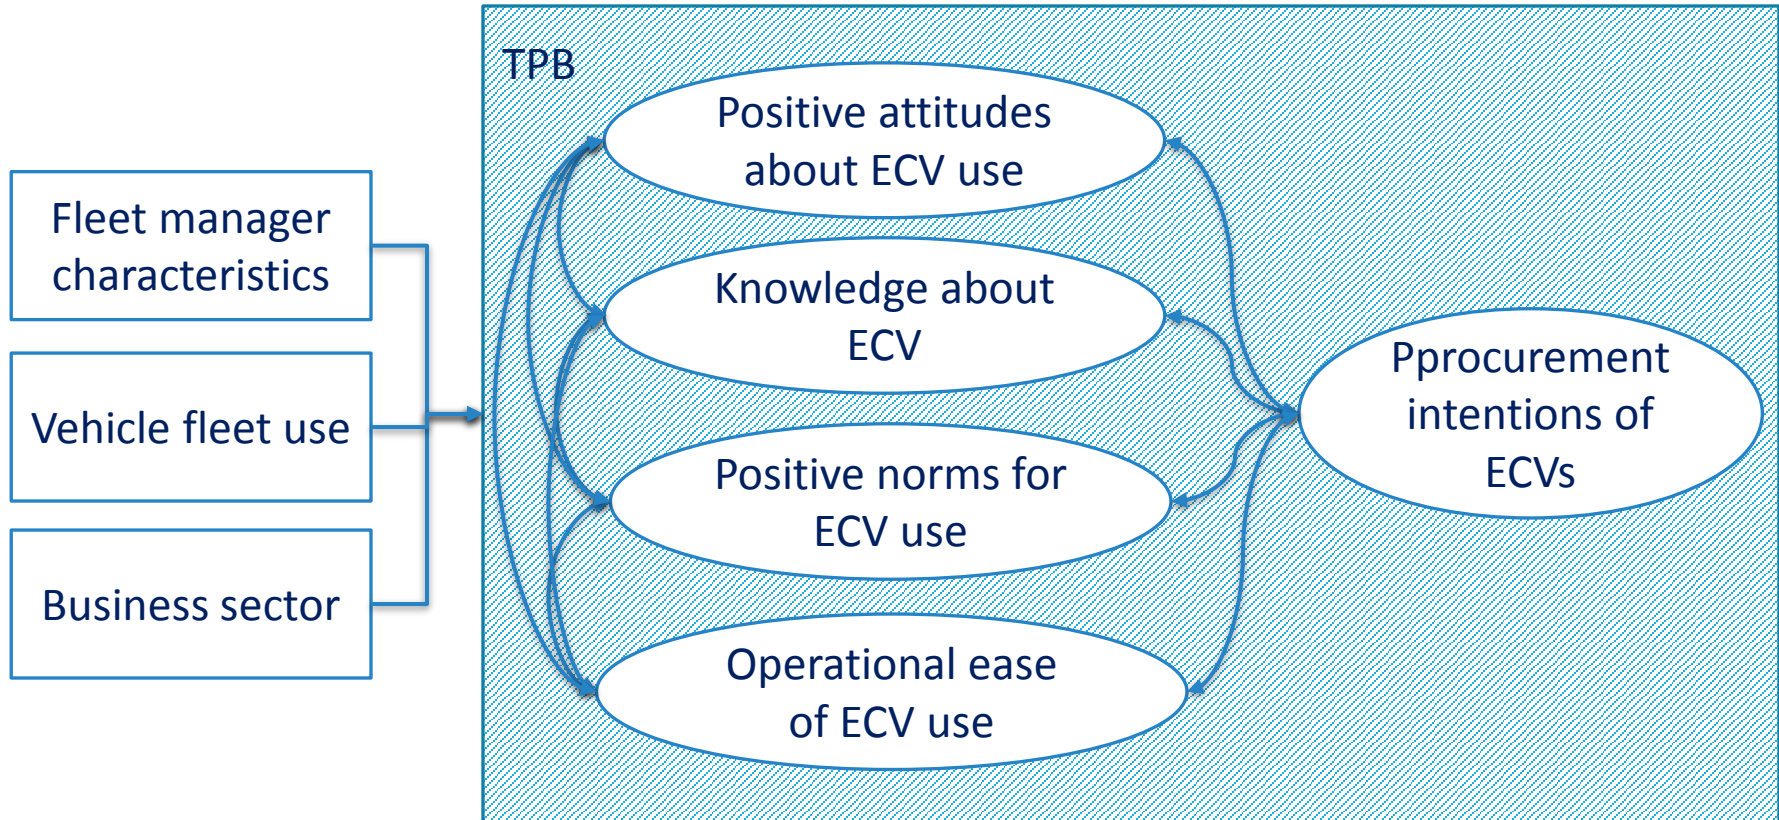 TPB
Positive attitudes
about ECV use
Fleet manager
characteristics
Knowledge about
ECV
Vehicle fleet use
Pprocurement
intentions of
ECVs
Positive norms for
ECV use
Business sector
Operational ease
of ECV use